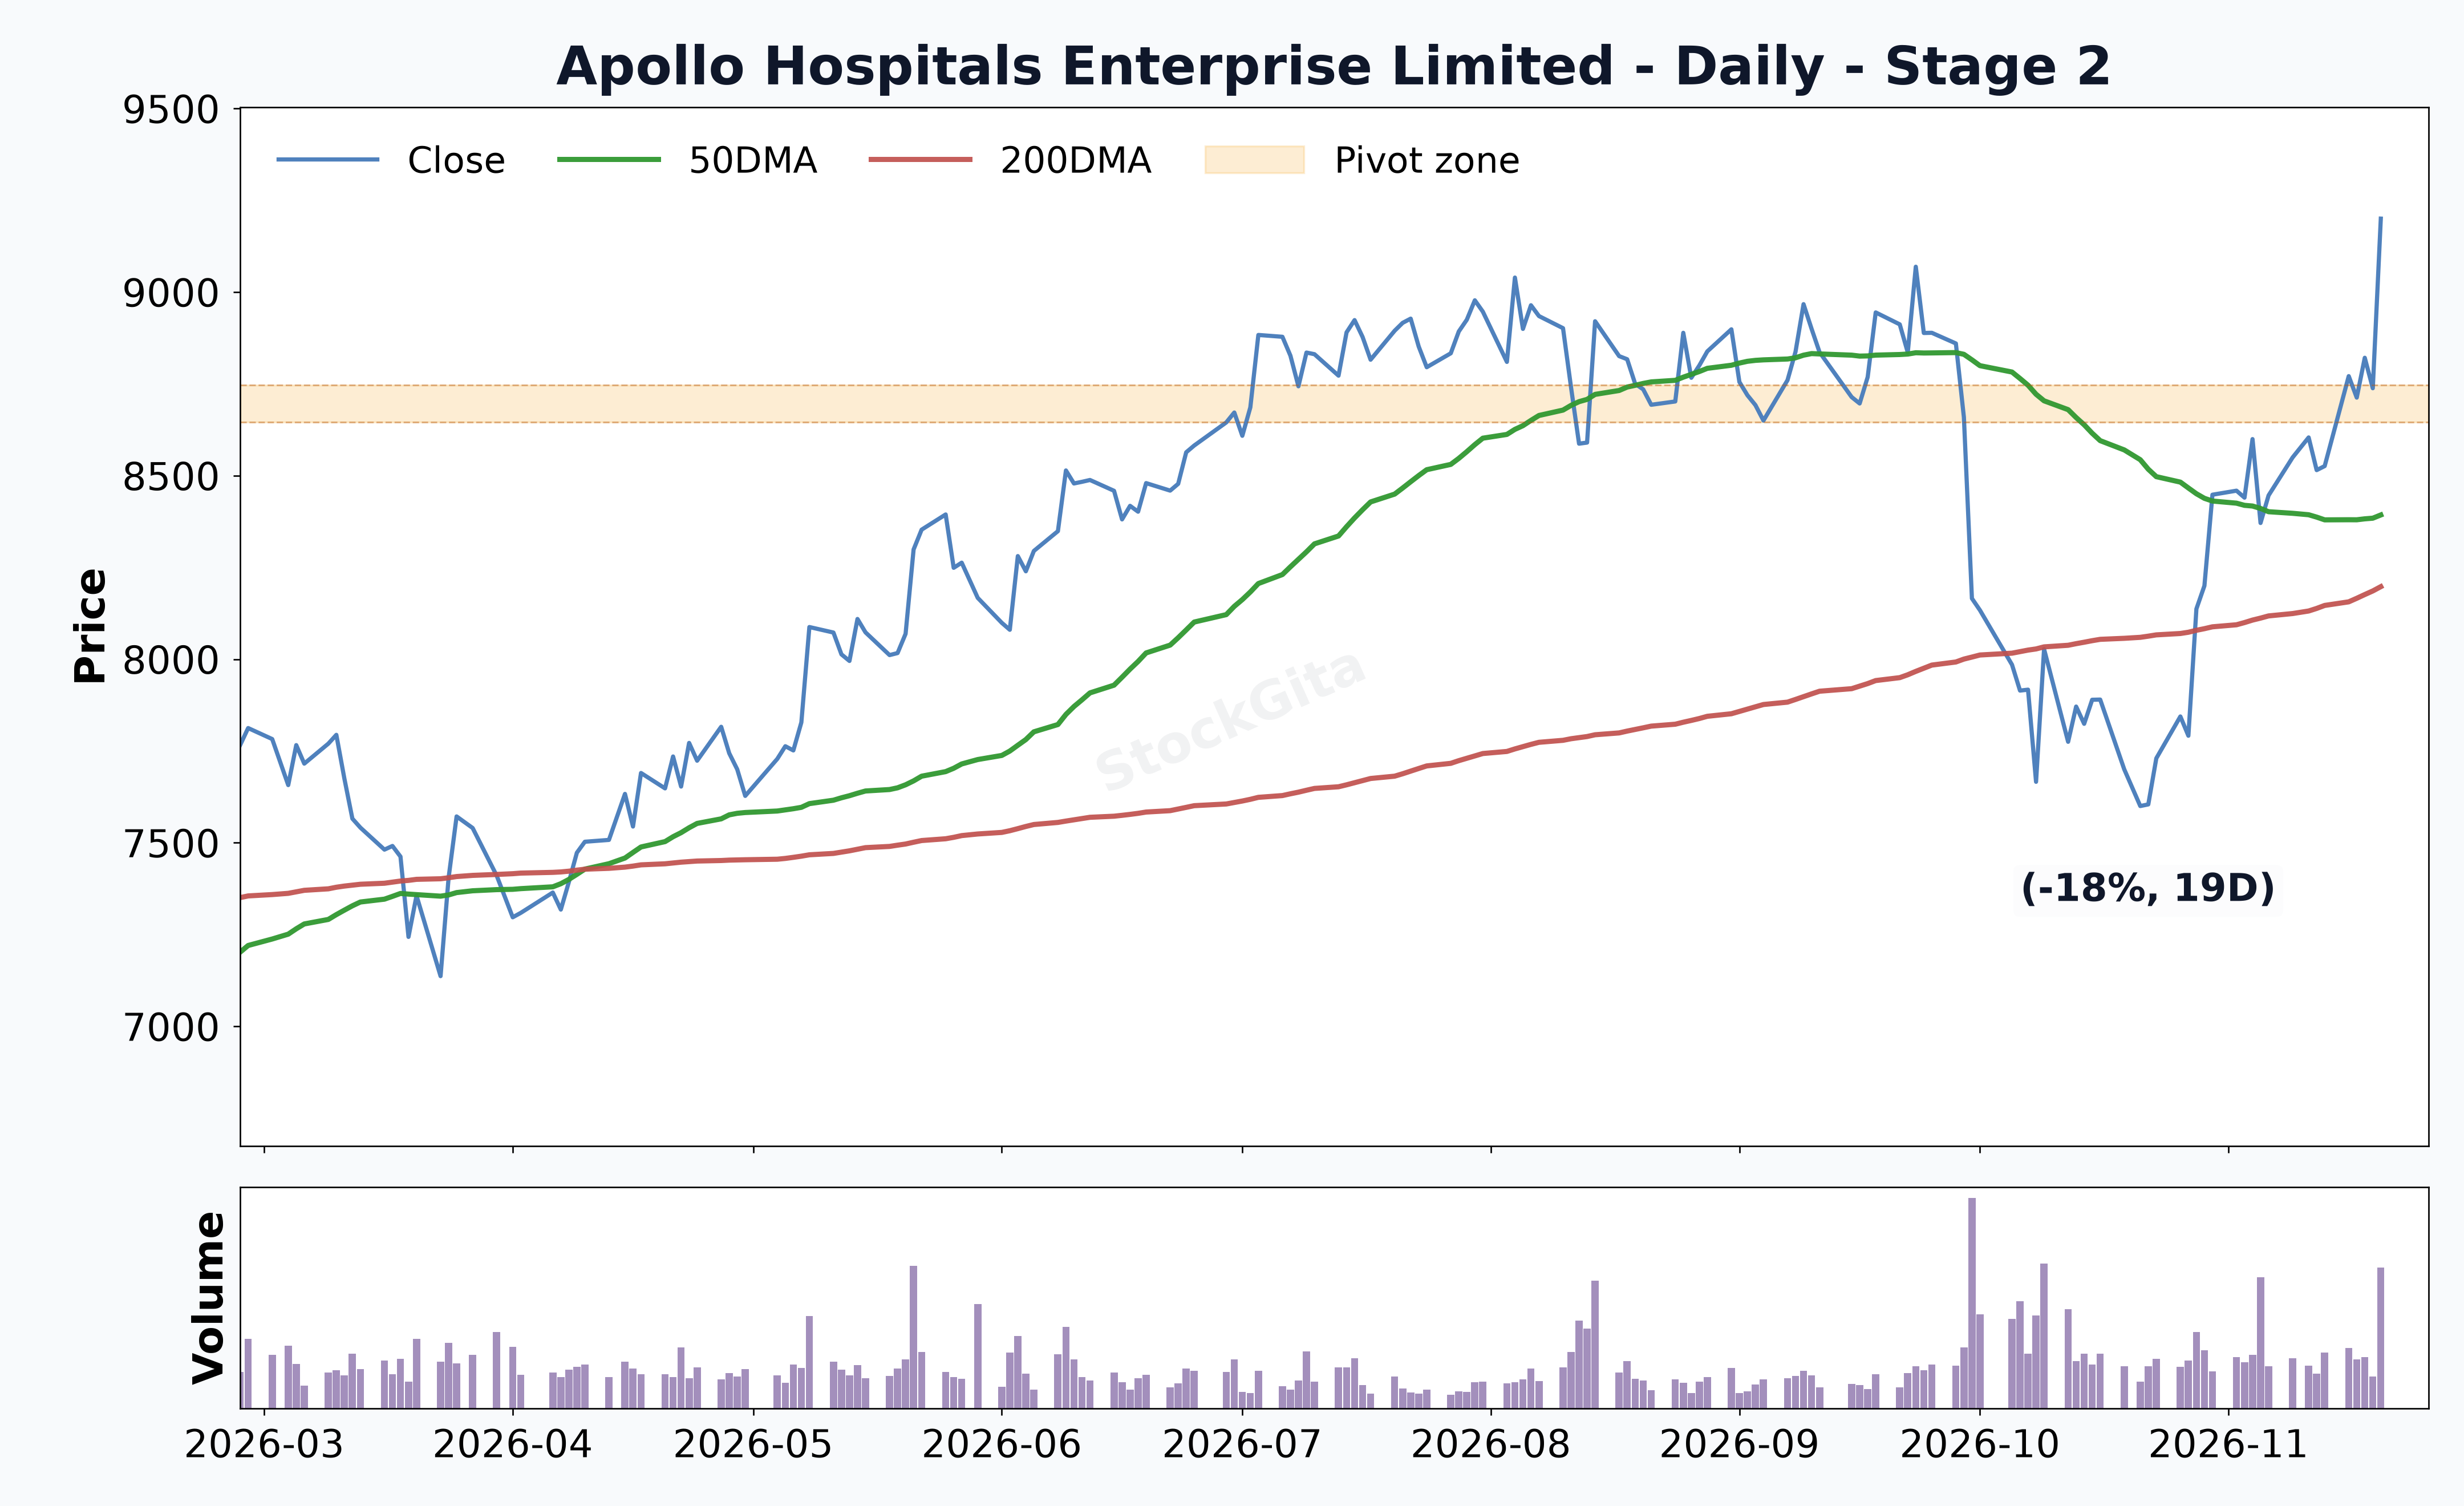 Apollo Hospitals Enterprise Limited - Daily - Stage 2
9500
Close 50DMA 200DMA Pivot zone
9000
8500
Price
8000
StockGita
7500
(-18%, 19D)
7000
Volume
2026-03 2026-04 2026-05 2026-06 2026-07 2026-08 2026-09 2026-10 2026-11